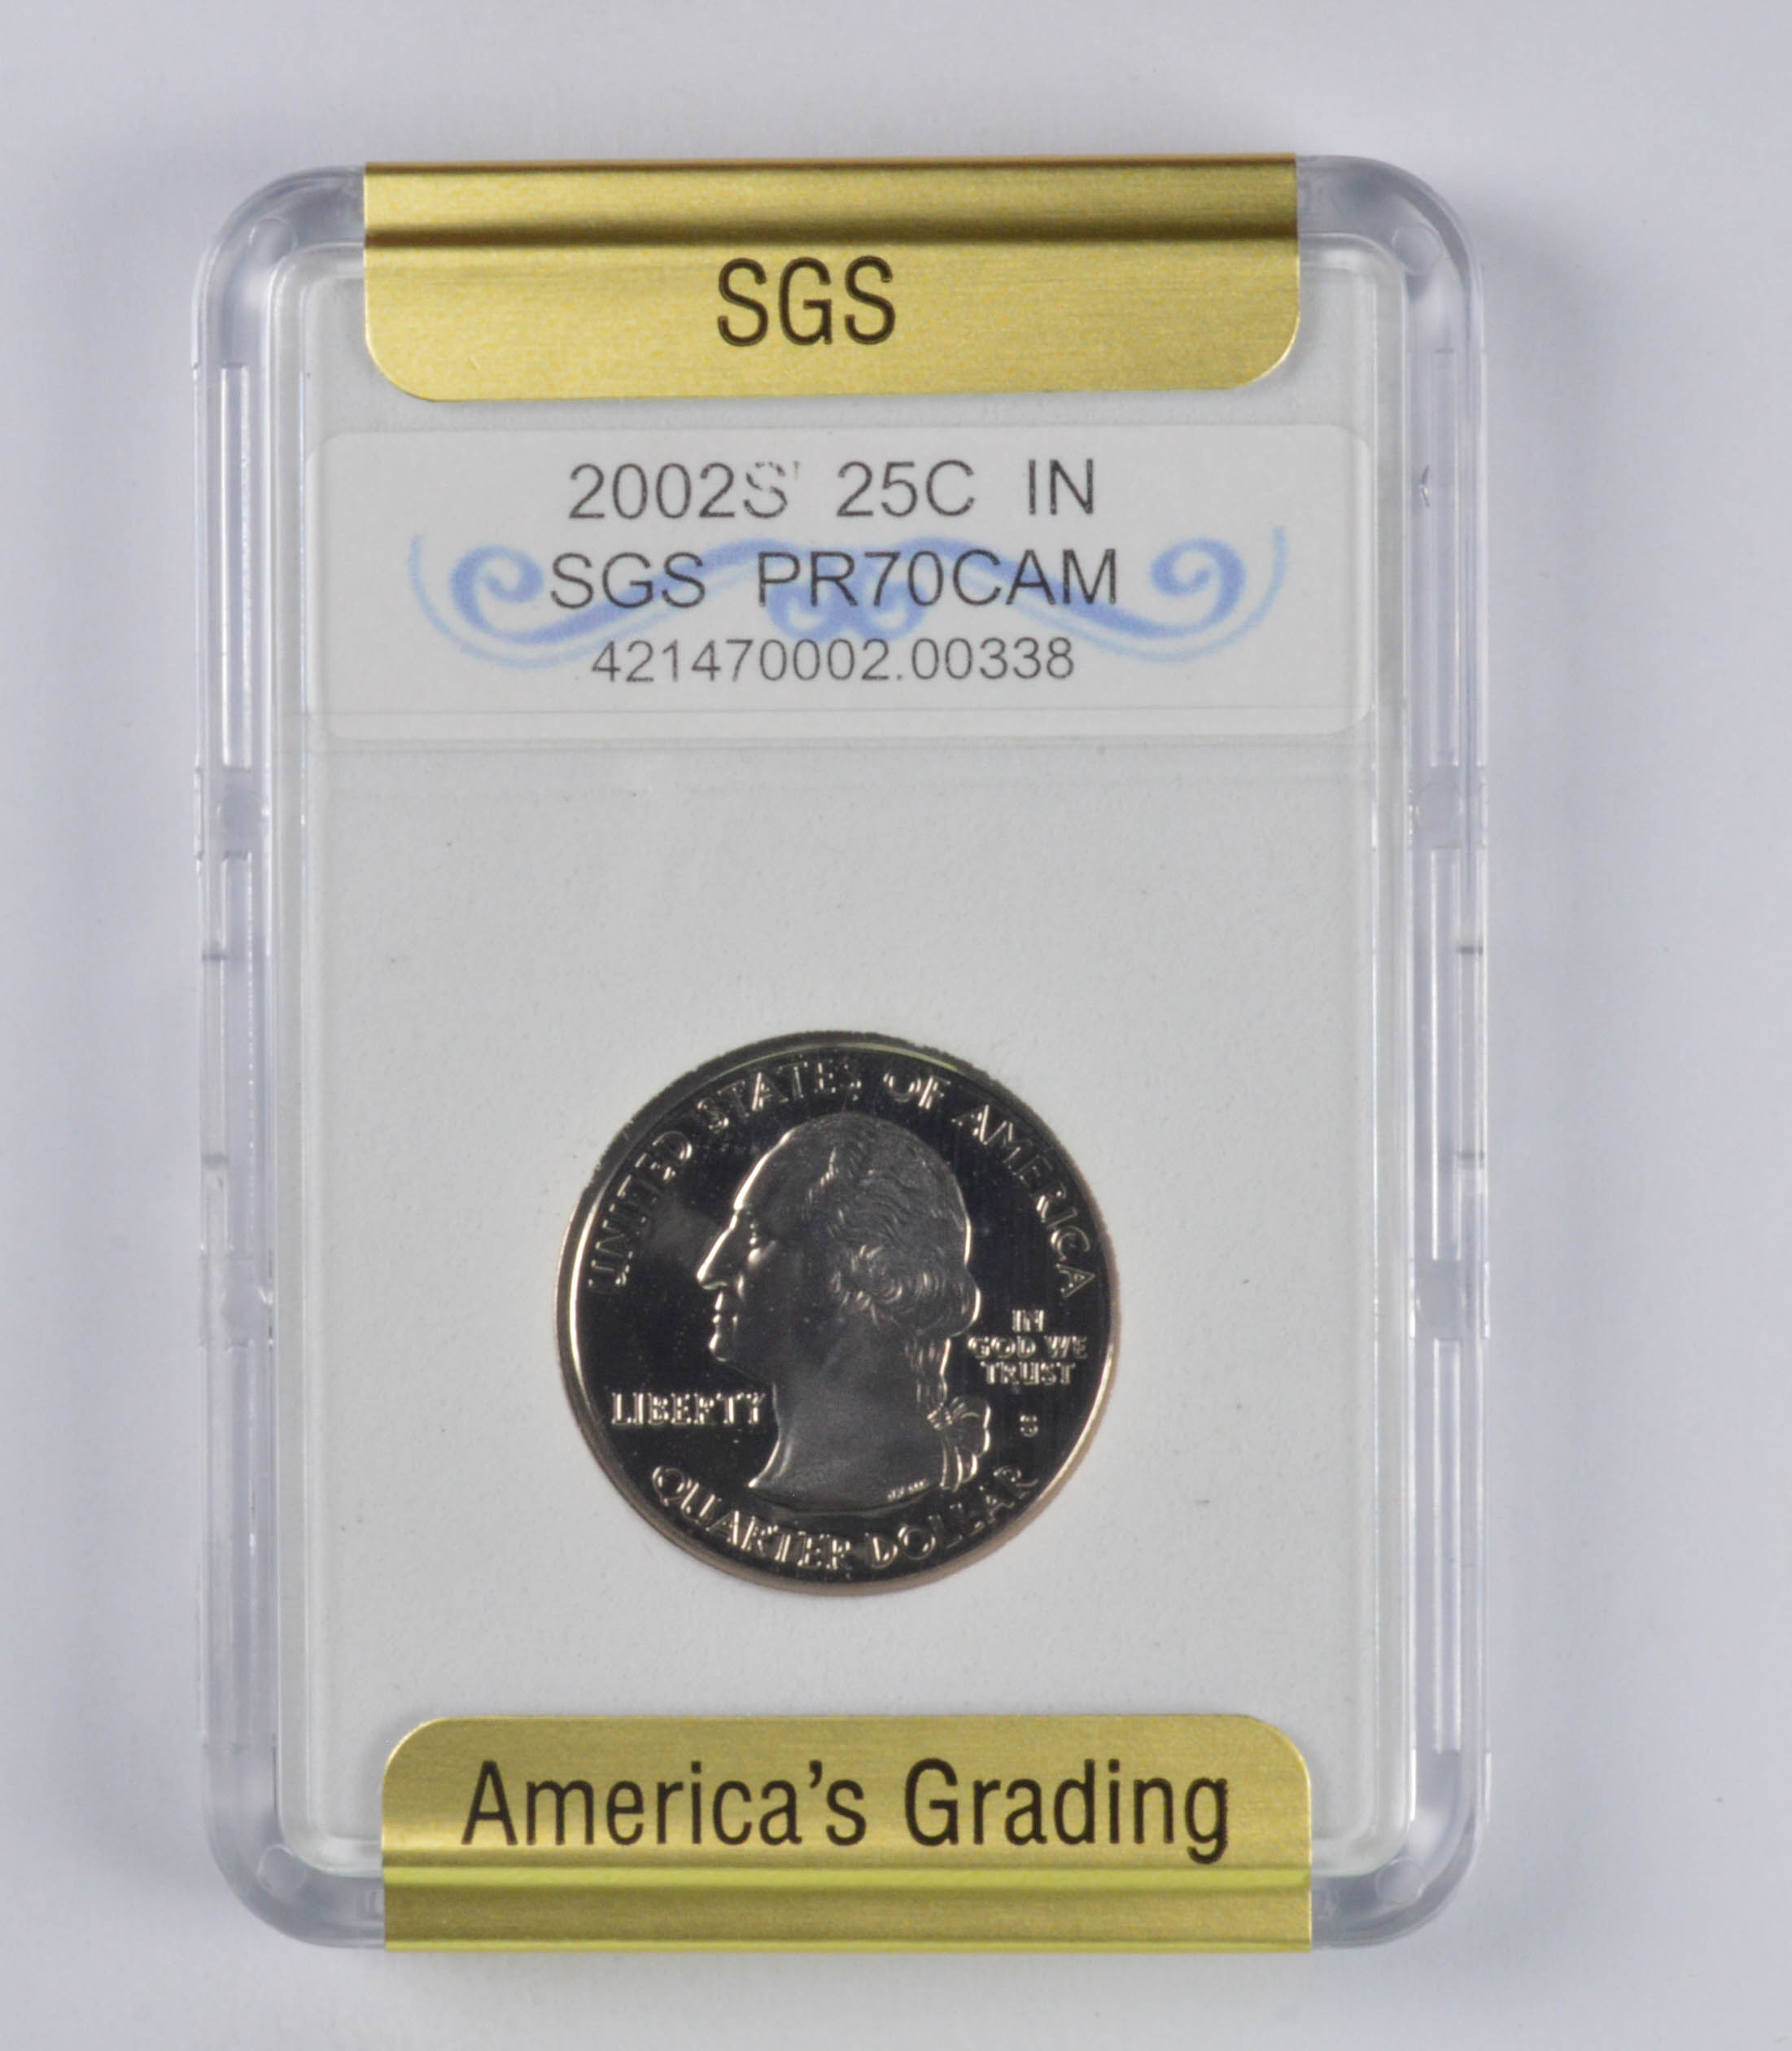 SGS
2002S 25C IN
SGS PR70CAM
421470002.00338
UNITED STATES OF AMERICA
IN
GOD WE
TRUST
LIBERTY
S
QUARTER DOLLAR
America's Grading